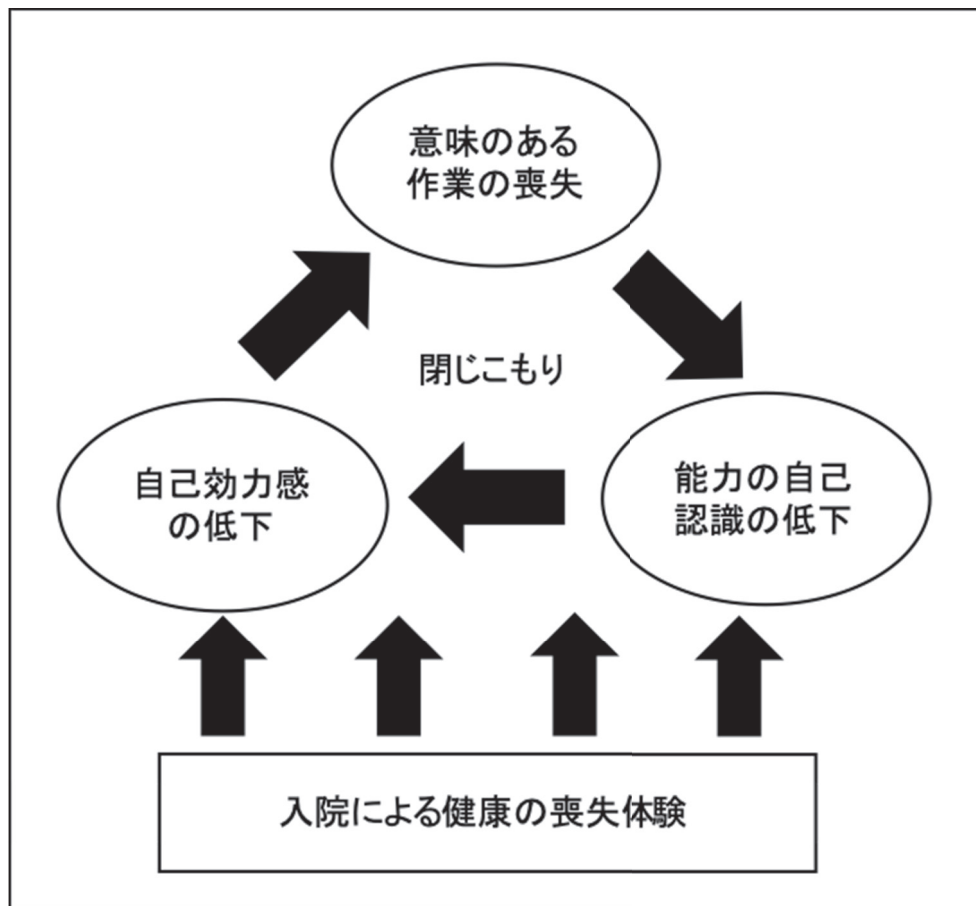 意味のある
作業の喪失
閉じこもり
自己効力感
の低下
能力の自己
認識の低下
入院による健康の喪失体験